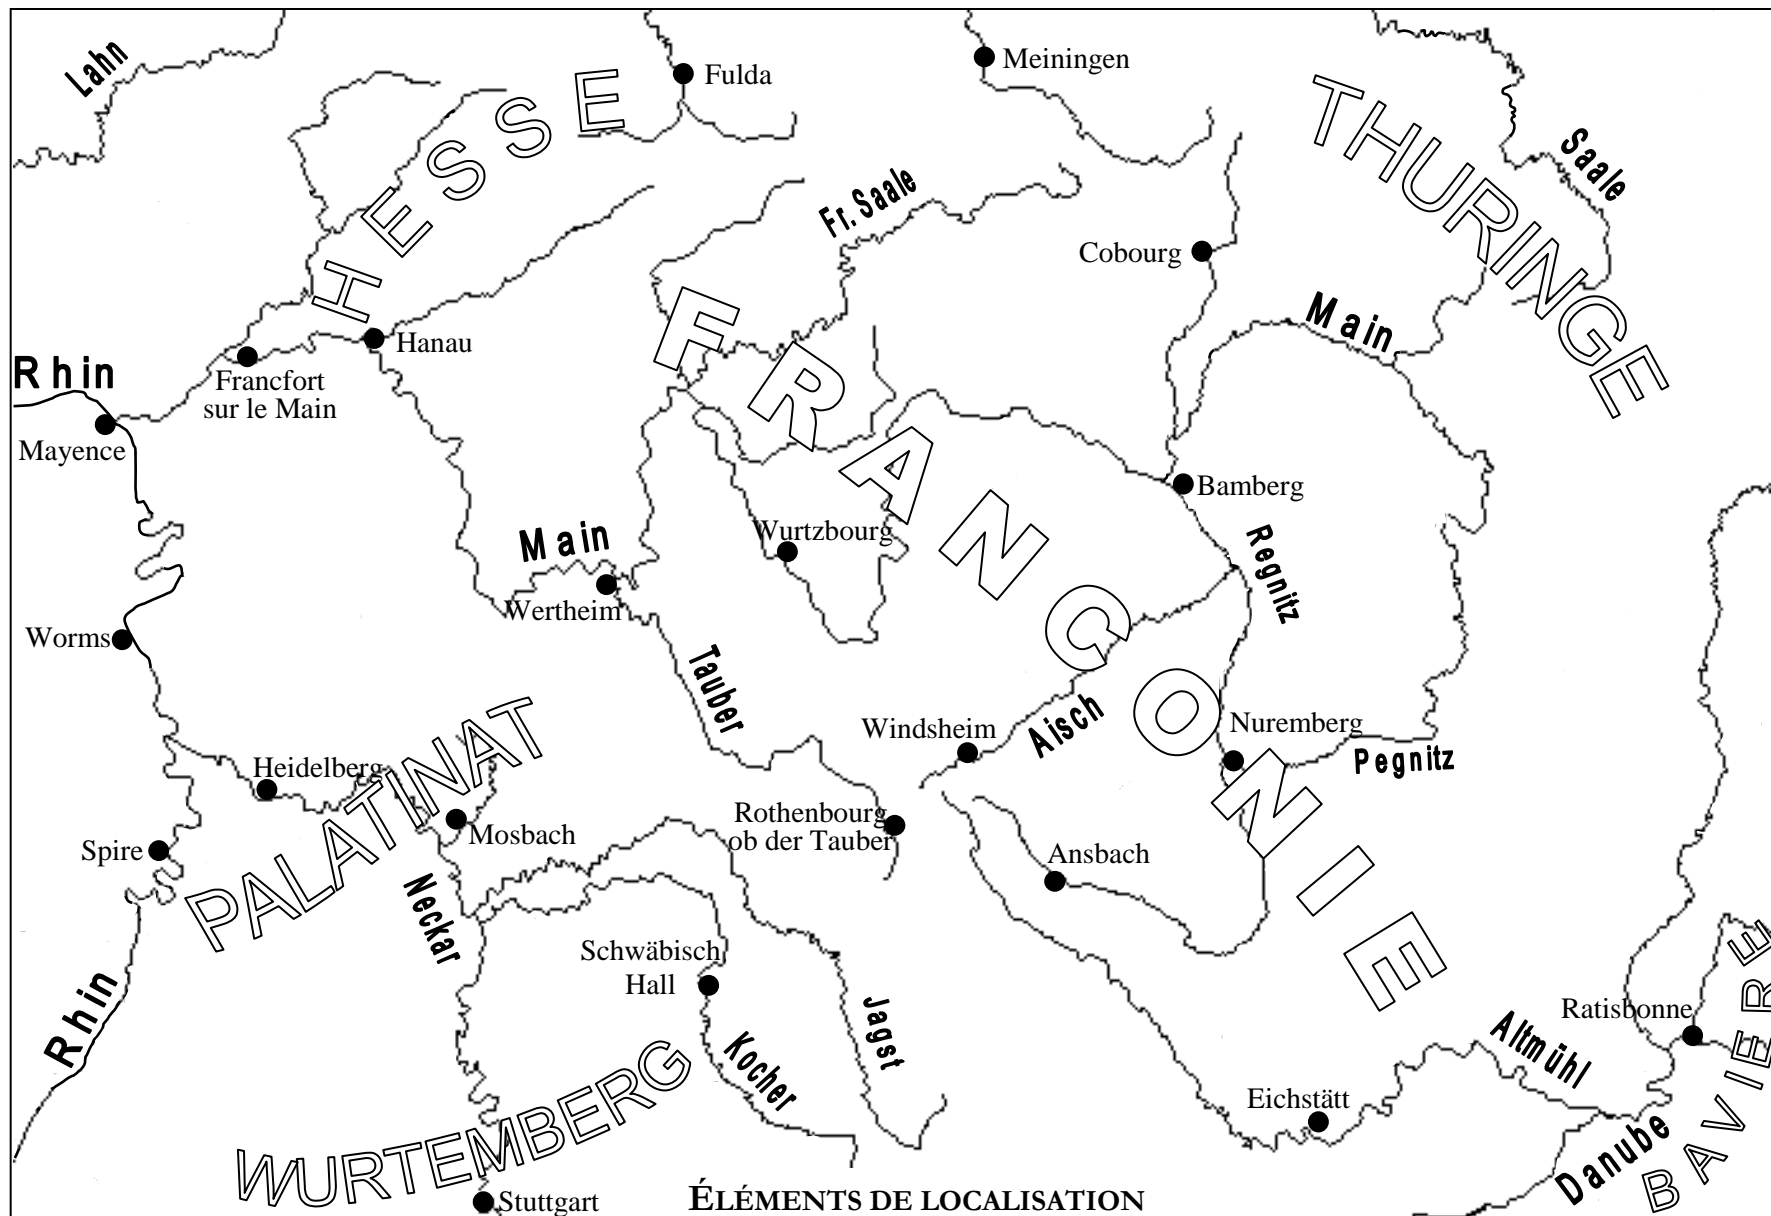 Lahn
HESSE
Fulda
Meiningen
THURINGE
Saale
Fr. Saale
Cobourg
Main
FRANCONIE
Hanau
Francfort
sur le Main
Rhin
Mayence
Bamberg
Regnitz
Wurtzbourg
Main
Wertheim
Worms
Tauber
Windsheim
Aisch
Nuremberg
Pegnitz
PALATINAT
Heidelberg
Mosbach
Rothenbourg
ob der Tauber
Spire
Ansbach
Neckar
Schwäbisch
Hall
Rhin
Jagst
Kocher
Ratisbonne
Altmühl
BAVIERE
Eichstätt
Danube
WURTEMBERG
Stuttgart
ÉLÉMENTS DE LOCALISATION